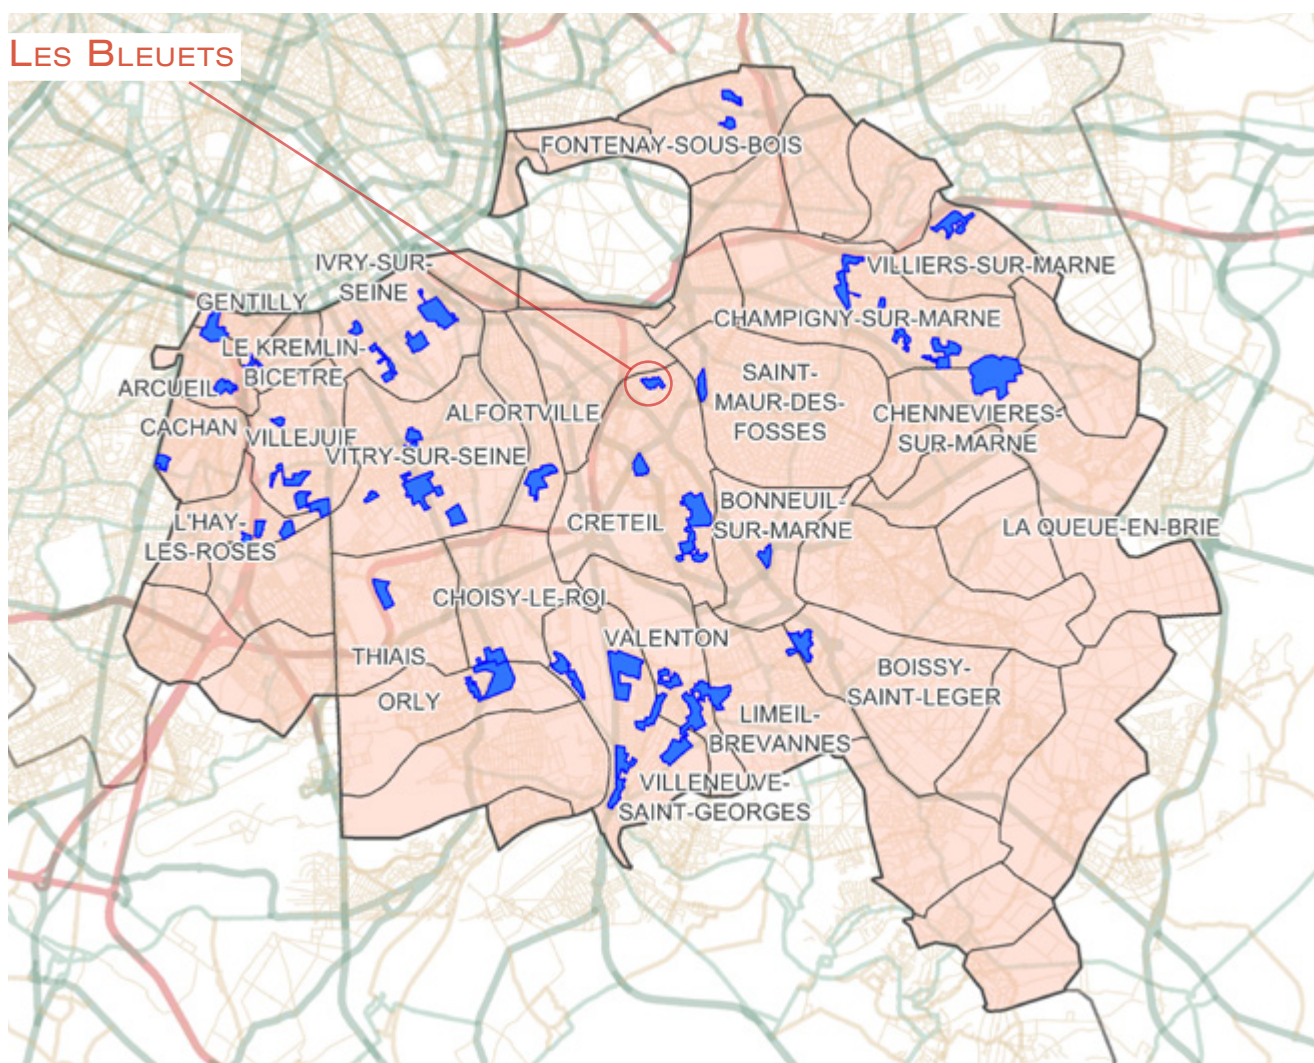 LES BLEUETS
FONTENAY-SOUS-BOIS
IVRY-SUR-
SEINE
GENTILLY
VILLIERS-SUR-MARNE
CHAMPIGNY-SUR-MARNE
LE KREMLIN-
BICETRE
ARCUEIL
SAINT-
MAUR-DES-
FOSSES
ALFORTVILLE
CHENNEVIERES-
SUR-MARNE
CACHAN
VILLEJUIF
VITRY-SUR-SEINE
L'HAY-
LES-ROSES
CRETEIL
BONNEUIL-
SUR-MARNE
LA QUEUE-EN-BRIE
CHOISY-LE-ROI
VALENTON
THIAIS
BOISSY-
SAINT-LEGER
ORLY
LIMEIL-
BREVANNES
VILLENEUVE-
SAINT-GEORGES